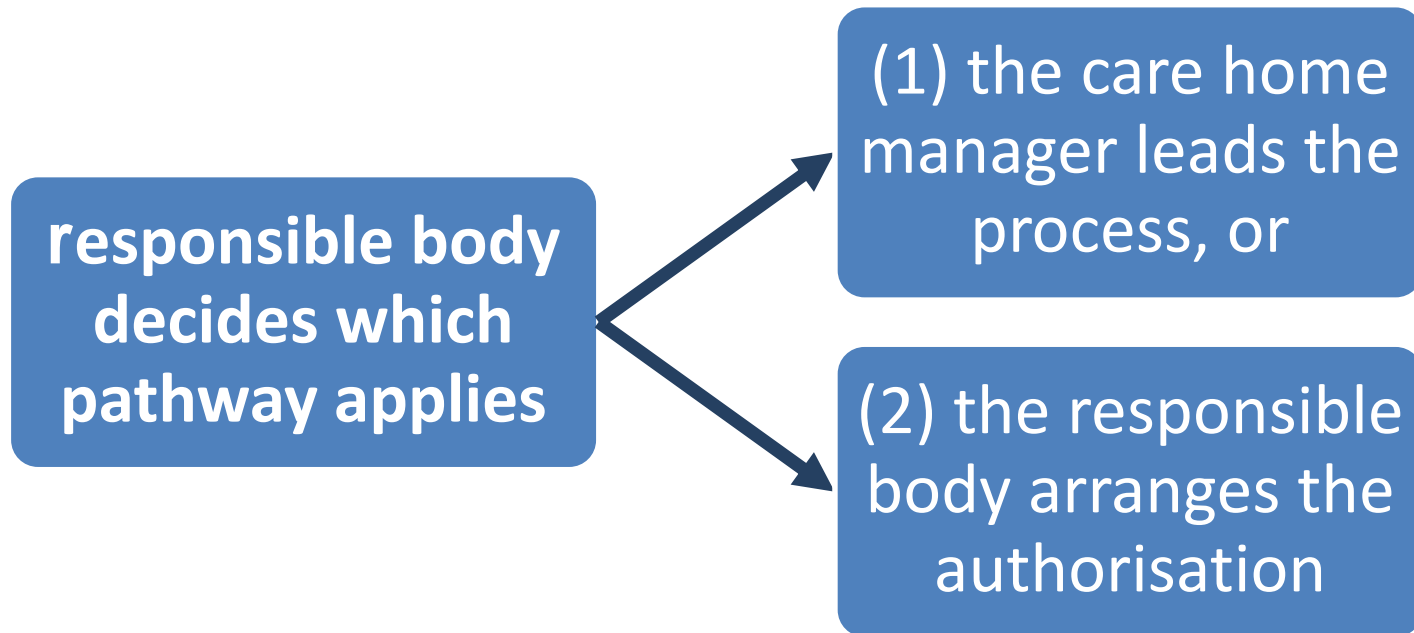 responsible body
decides which
pathway applies
(1) the care home
manager leads the
process, or
(2) the responsible
body arranges the
authorisation